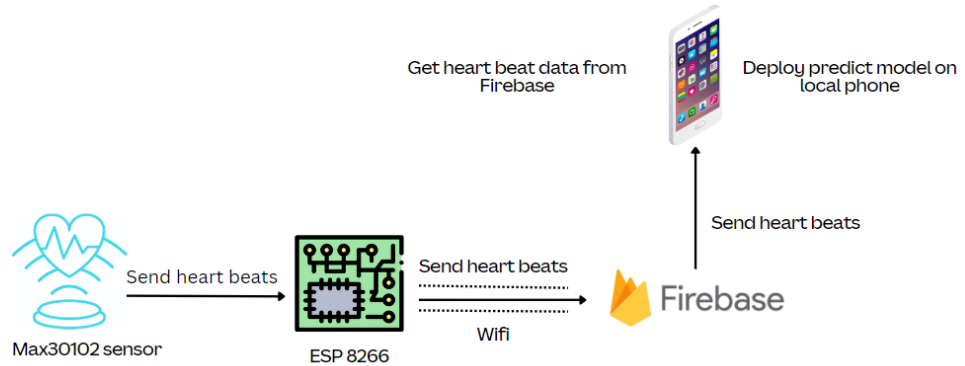 Get heart beat data from
Firebase
Deploy predict model on
local phone
Send heart beats
Send heart beats
Send heart beats
Wifi
Firebase
Max30102 sensor
ESP 8266